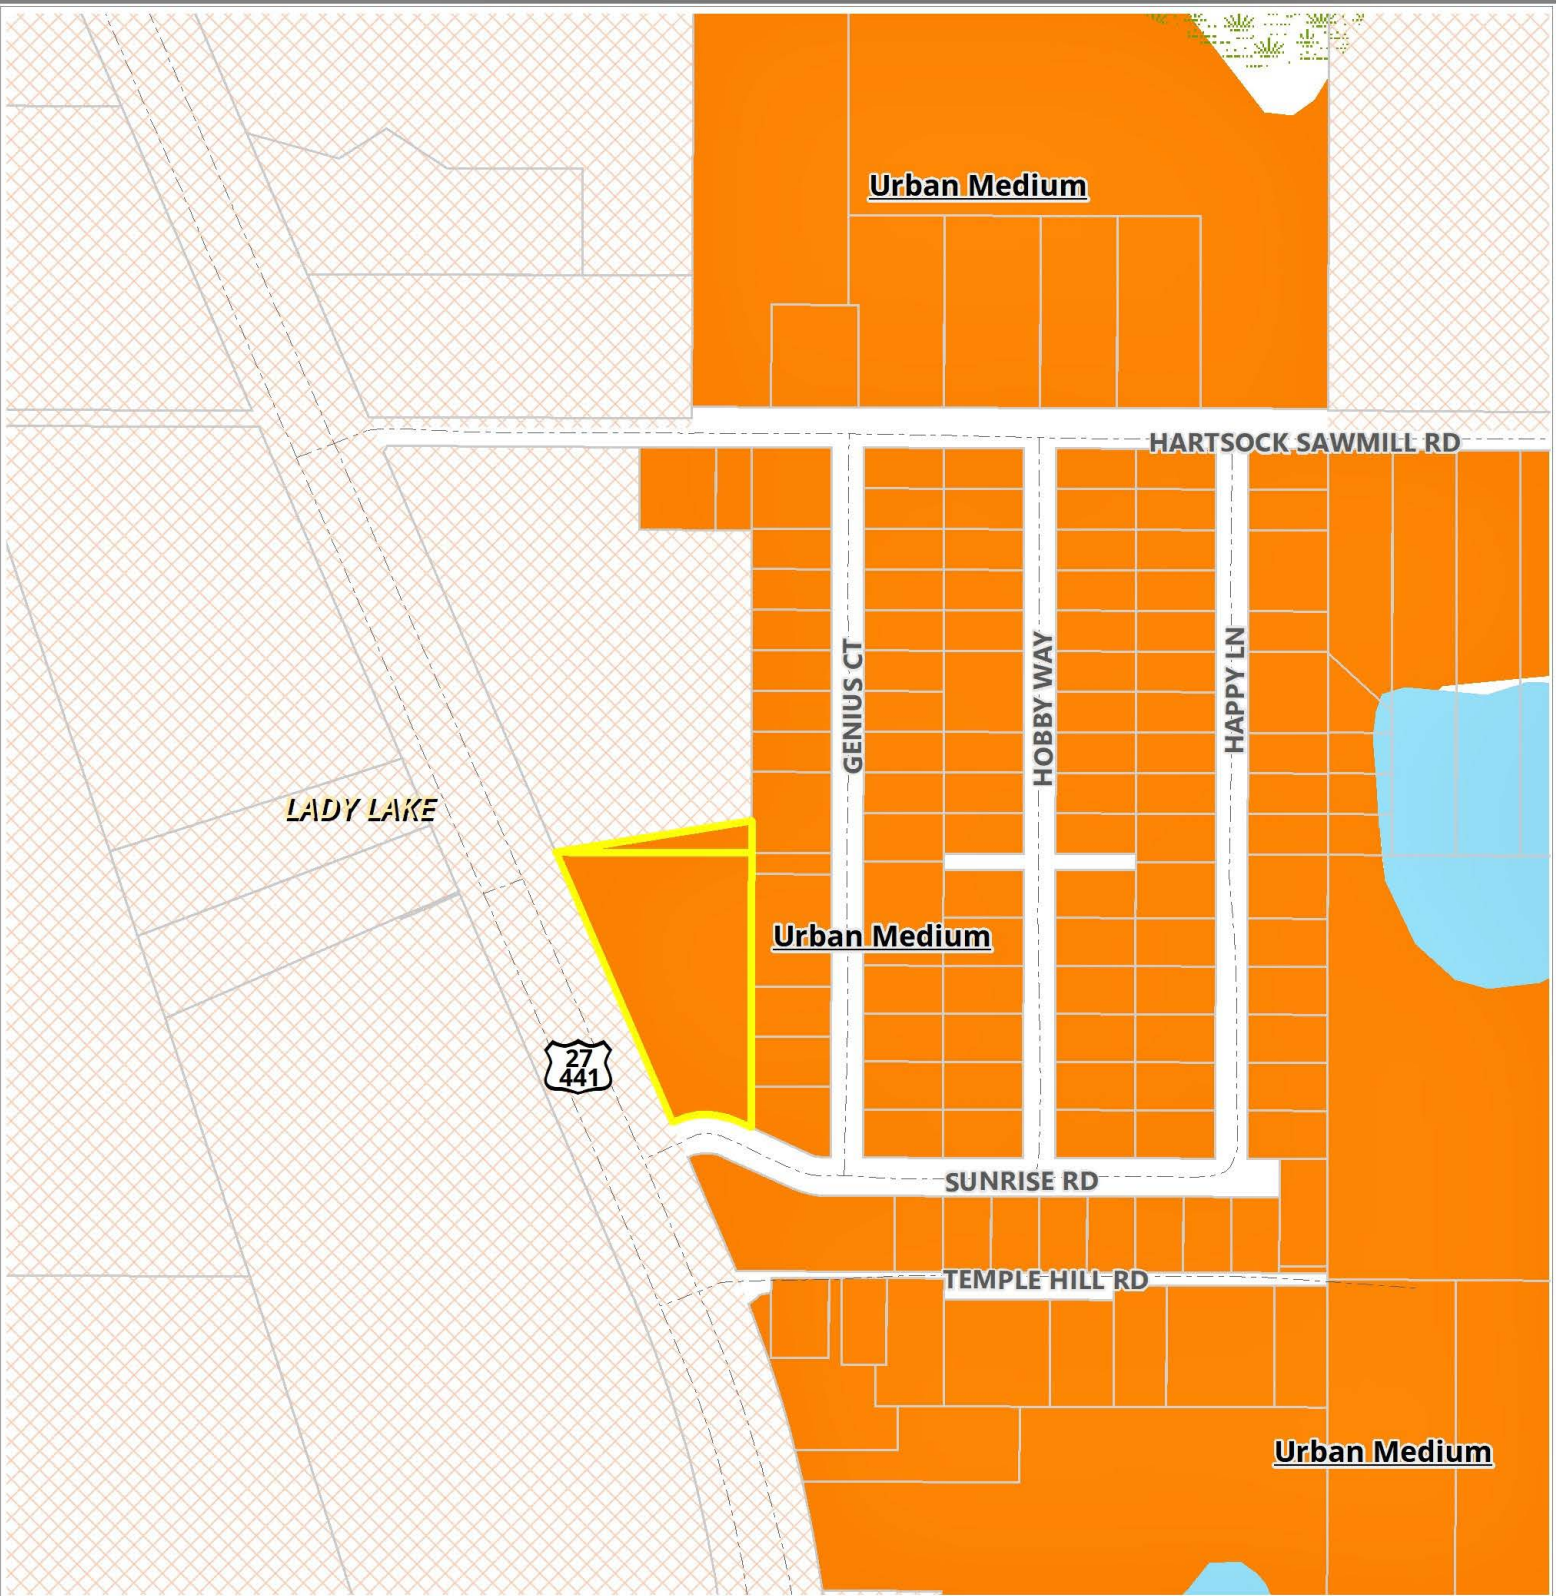 Urban Medium
HARTSOCK SAWMILL RD
GENIUS CT
HOBBY WAY
HAPPY LN
LADY LAKE
Urban Medium
27
441
SUNRISE RD
TEMPLE HILL RD
Urban Medium